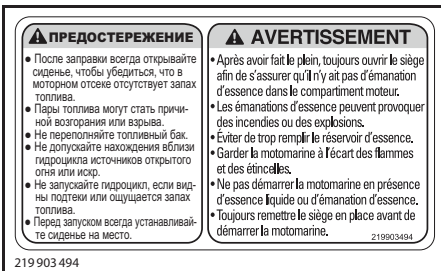 ПРЕДОСТЕРЕЖЕНИЕ
• После заправки всегда открывайте
сиденье, чтобы убедиться, что в
моторном отсеке отсутствует запах
топлива.
• Пары топлива могут стать причи-
ной возгорания или взрыва.
• Не переполняйте топливный бак.
• Не допускайте нахождения вблизи
гидроцикла источников открытого
огня или искр.
• Не запускайте гидроцикл, если вид-
ны подтеки или ощущается запах
топлива.
• Перед запуском всегда устанавливай-
те сиденье на место.
AVERTISSEMENT
• Après avoir fait le plein, toujours ouvrir le siège
afin de s'assurer qu'il n'y ait pas d'émanation
d'essence dans le compartiment moteur.
• Les émanations d'essence peuvent provoquer
des incendies ou des explosions.
• Éviter de trop remplir le réservoir d'essence.
• Garder la motomarine à l'écart des flammes
et des étincelles.
• Ne pas démarrer la motomarine en présence
d'essence liquide ou d'émanation d'essence.
• Toujours remettre le siège en place avant de
démarrer la motomarine.
219903494
219 903 494